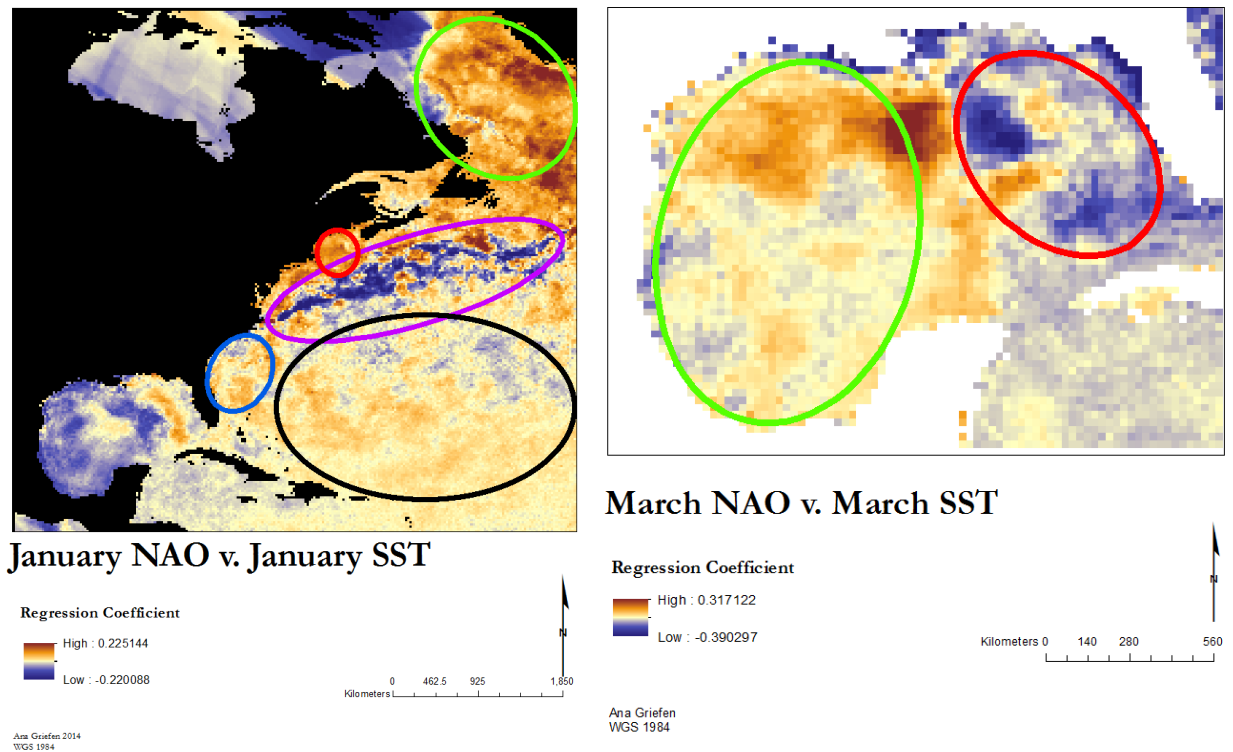 January NAO v. January SST
Regression Coefficient
High : 0.225144
Low : -0.220088
N
0 462.5 925 1,850
Kilometers
Ana Griefen 2014
WGS 1984
March NAO v. March SST
Regression Coefficient
High : 0.317122
Low : -0.390297
N
Kilometers 0 140 280 560
Ana Griefen
WGS 1984